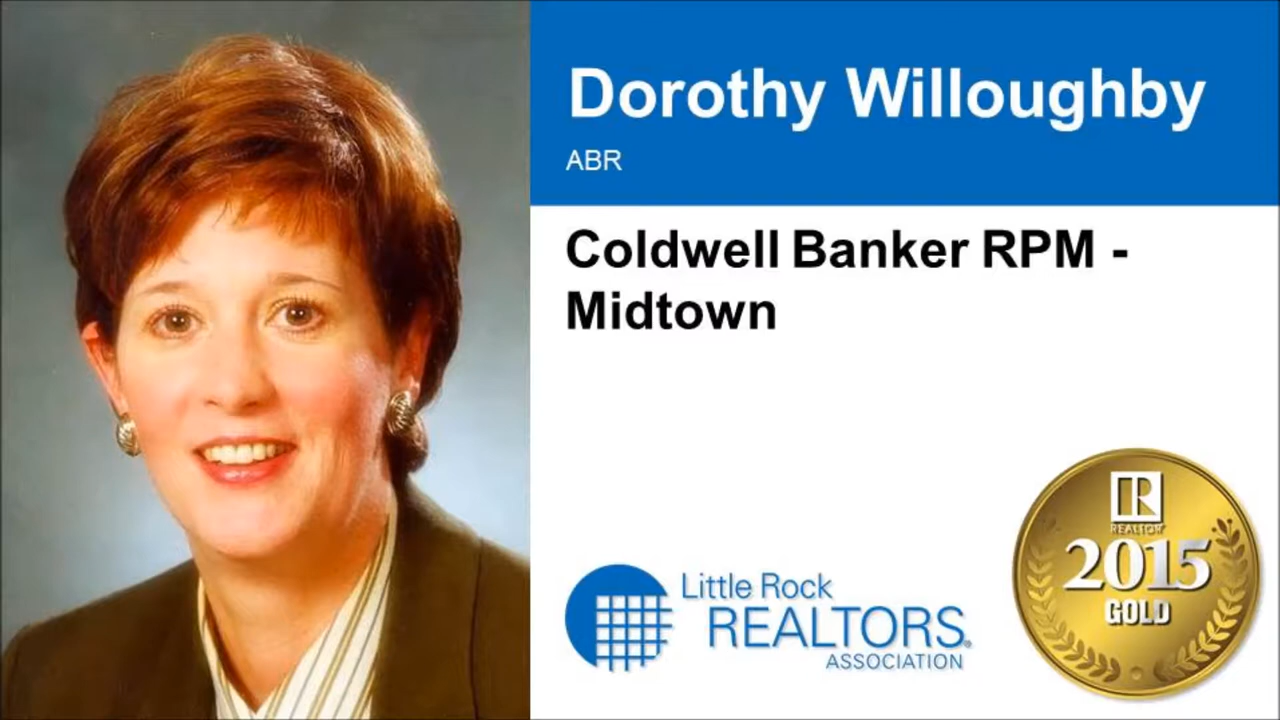 Dorothy Willoughby
ABR
Coldwell Banker RPM -
Midtown
Little Rock
REALTORS®
ASSOCIATION
R
REALTOR
2015
GOLD